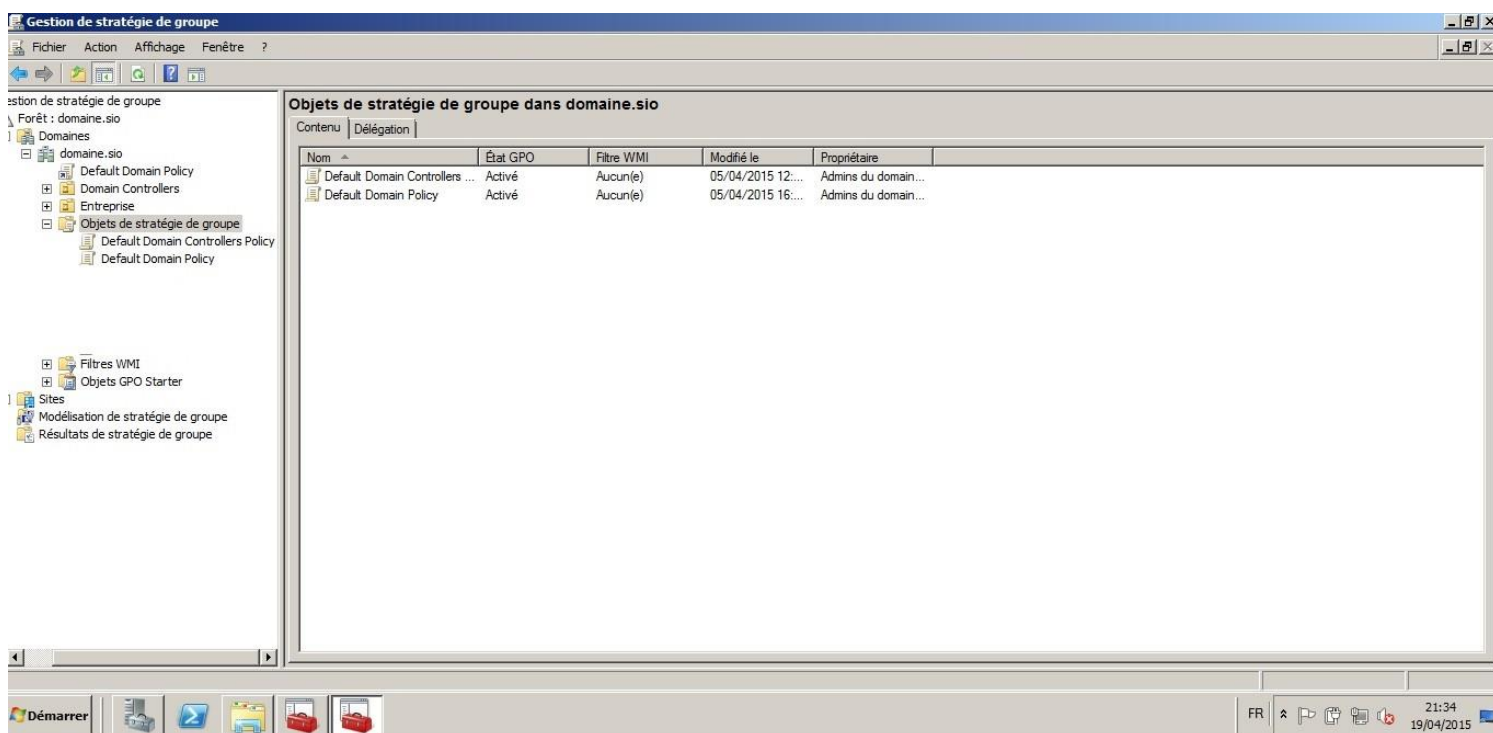 Gestion de stratégie de groupe
Fichier Action Affichage Fenêtre ?
estion de stratégie de groupe
Forêt : domaine.sio
Domaines
domaine.sio
Default Domain Policy
Domain Controllers
Entreprise
Objets de stratégie de groupe
Default Domain Controllers Policy
Default Domain Policy
Filtres WMI
Objets GPO Starter
Sites
Modélisation de stratégie de groupe
Résultats de stratégie de groupe
Objets de stratégie de groupe dans domaine.sio
Contenu Délégation
Nom État GPO Filtre WMI Modifié le Propriétaire
Default Domain Controllers ... Activé Aucun(e) 05/04/2015 12:... Admins du domain...
Default Domain Policy Activé Aucun(e) 05/04/2015 16:... Admins du domain...
Démarrer
FR
21:34
19/04/2015